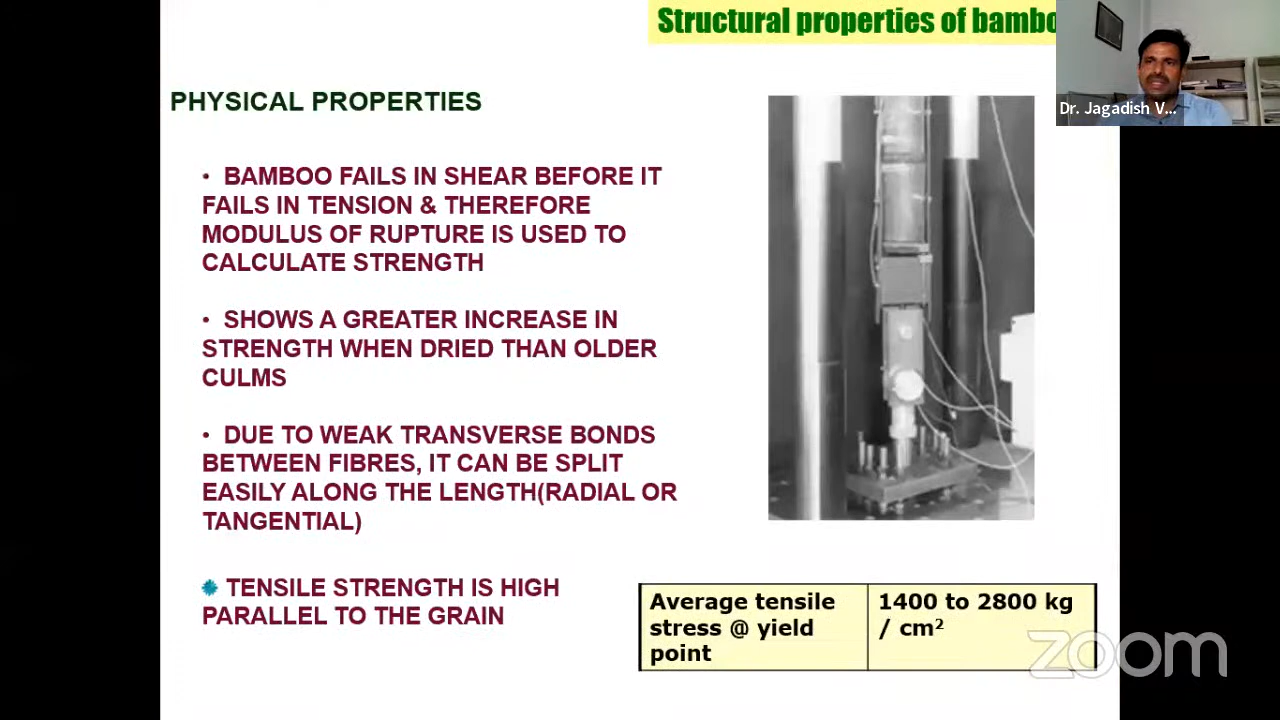 Structural properties of bambo
Dr. Jagadish V...
PHYSICAL PROPERTIES
• BAMBOO FAILS IN SHEAR BEFORE IT
FAILS IN TENSION & THEREFORE
MODULUS OF RUPTURE IS USED TO
CALCULATE STRENGTH
• SHOWS A GREATER INCREASE IN
STRENGTH WHEN DRIED THAN OLDER
CULMS
• DUE TO WEAK TRANSVERSE BONDS
BETWEEN FIBRES, IT CAN BE SPLIT
EASILY ALONG THE LENGTH(RADIAL OR
TANGENTIAL)
TENSILE STRENGTH IS HIGH
PARALLEL TO THE GRAIN
Average tensile
stress @ yield
point
1400 to 2800 kg
/ cm²
zoom